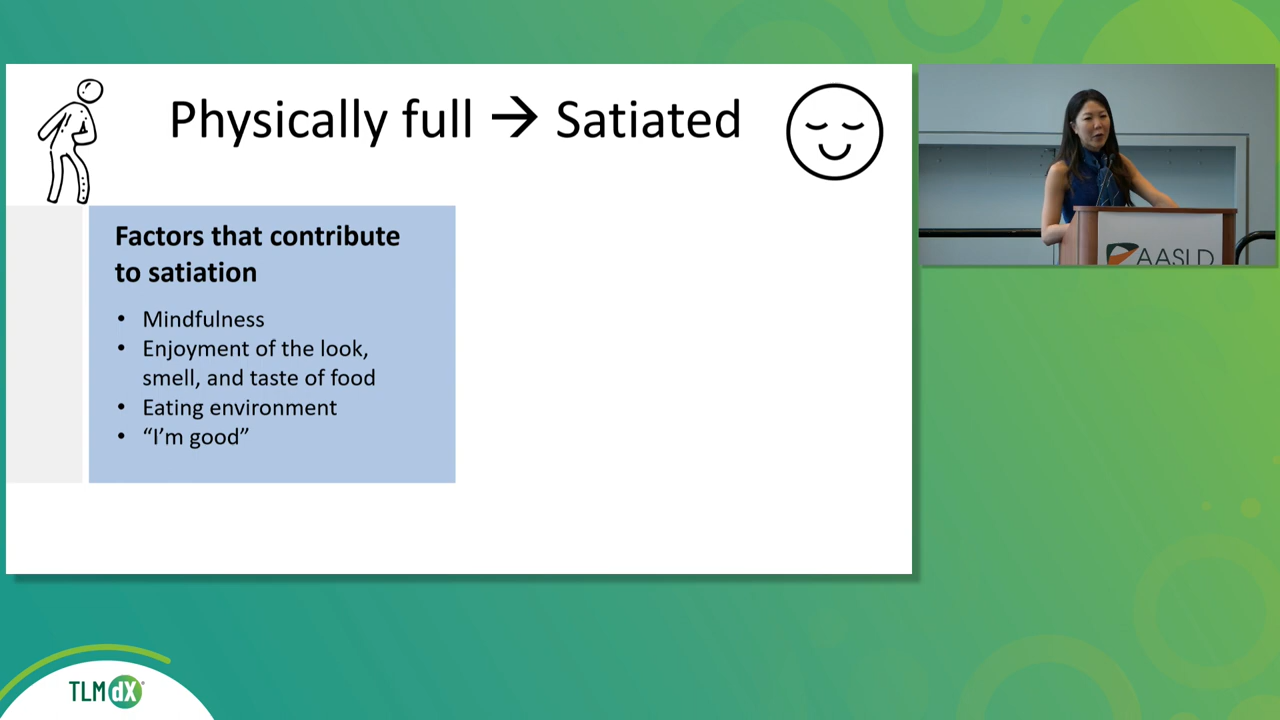 Physically full → Satiated
Factors that contribute
to satiation
• Mindfulness
• Enjoyment of the look,
smell, and taste of food
• Eating environment
• “I’m good”
AASLD
TLMdX®